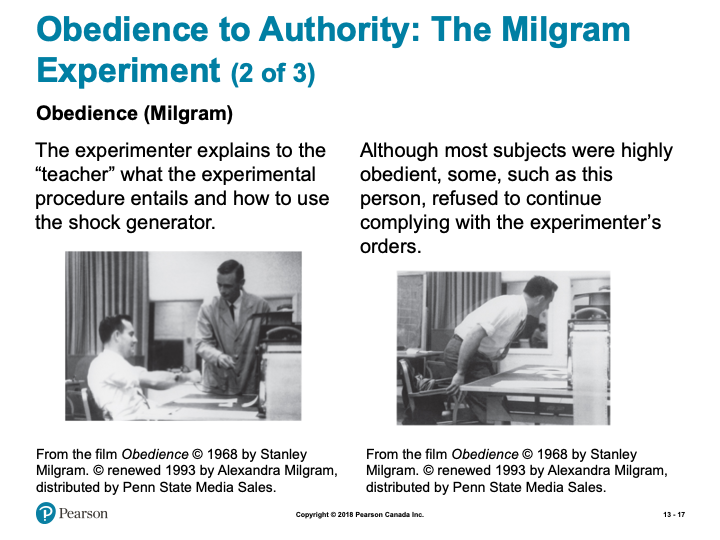 Obedience to Authority: The Milgram
Experiment (2 of 3)
Obedience (Milgram)
The experimenter explains to the
“teacher” what the experimental
procedure entails and how to use
the shock generator.
Although most subjects were highly
obedient, some, such as this
person, refused to continue
complying with the experimenter’s
orders.
From the film Obedience © 1968 by Stanley
Milgram. © renewed 1993 by Alexandra Milgram,
distributed by Penn State Media Sales.
From the film Obedience © 1968 by Stanley
Milgram. © renewed 1993 by Alexandra Milgram,
distributed by Penn State Media Sales.
P Pearson
Copyright © 2018 Pearson Canada Inc.
13 - 17